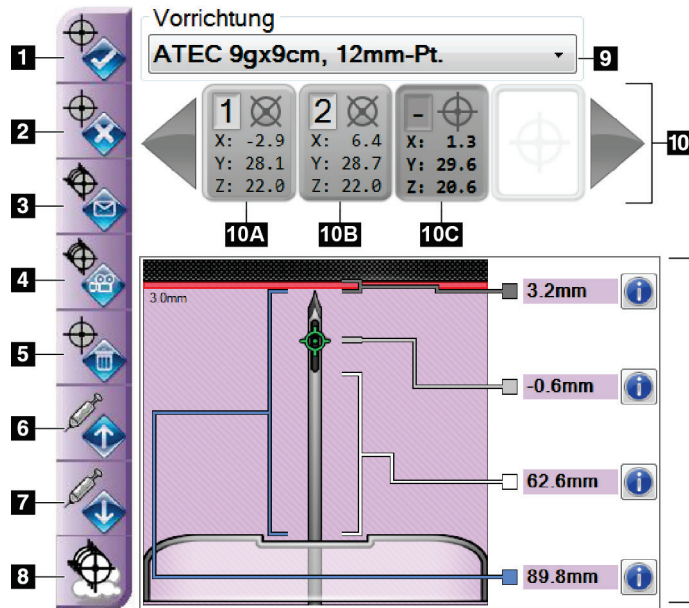 Vorrichtung
ATEC 9gx9cm, 12mm-Pt.
1
2
3
4
5
6
7
8
9
10
1
X: -2.9
Y: 28.1
Z: 22.0
2
X: 6.4
Y: 28.7
Z: 22.0
-
X: 1.3
Y: 29.6
Z: 20.6
10A
10B
10C
3.0mm
3.2mm
-0.6mm
62.6mm
89.8mm